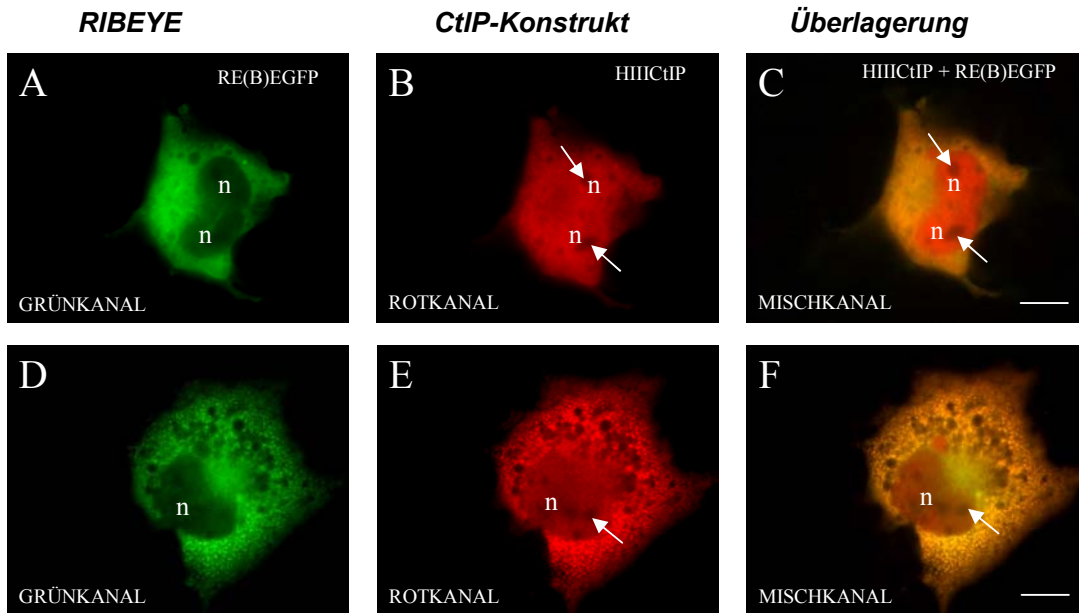 RIBEYE CtIP-Konstrukt Überlagerung
A RE(B)EGFP
n
n
GRÜNKANAL
B HIIICtIP
n
n
ROTKANAL
C HIIICtIP + RE(B)EGFP
n
n
MISCHKANAL
D
n
GRÜNKANAL
E
n
ROTKANAL
F
n
MISCHKANAL